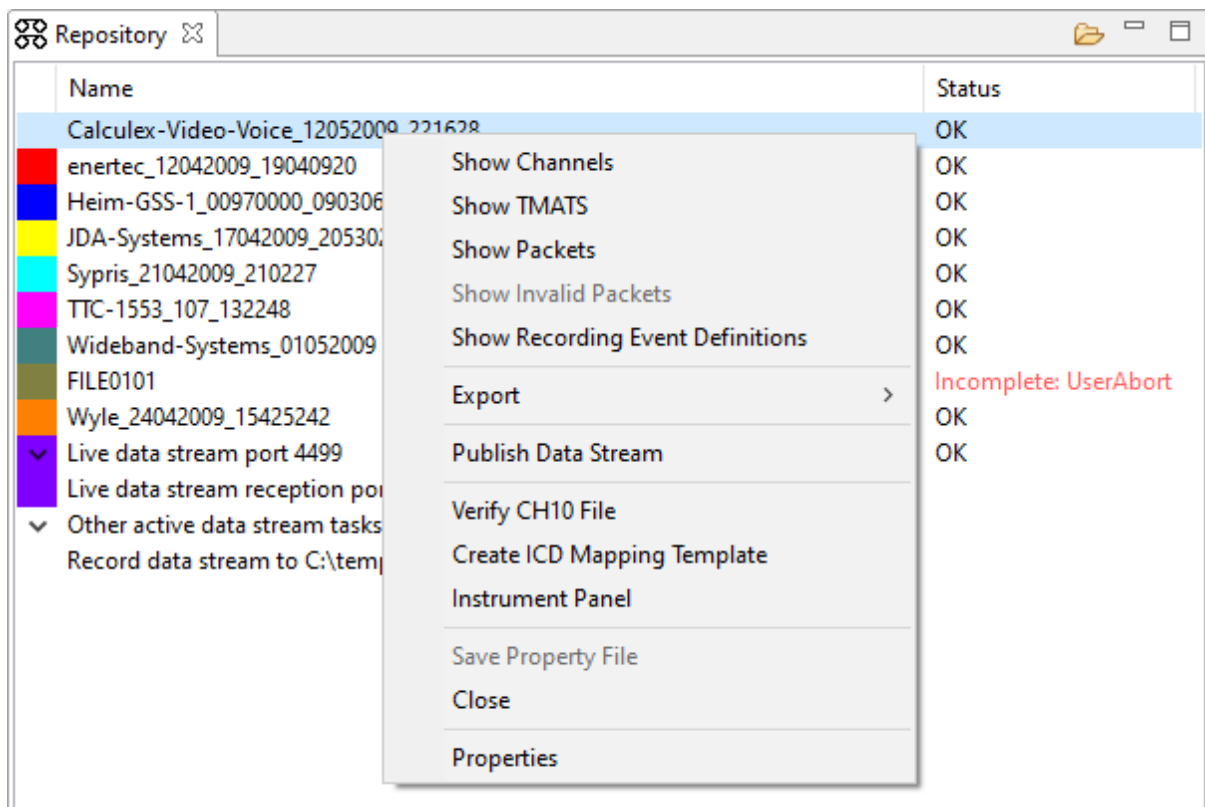 Repository
Name Status
Calculex-Video-Voice_12052009_221628 OK
enertec_12042009_19040920 OK
Heim-GSS-1_00970000_090306 OK
JDA-Systems_17042009_205302 OK
Sypris_21042009_210227 OK
TTC-1553_107_132248 OK
Wideband-Systems_01052009 OK
FILE0101 Incomplete: UserAbort
Wyle_24042009_15425242 OK
Live data stream port 4499 OK
Live data stream reception
Other active data stream tasks
Record data stream to
Show Channels
Show TMATS
Show Packets
Show Invalid Packets
Show Recording Event Definitions
Export
Publish Data Stream
Verify CH10 File
Create ICD Mapping Template
Instrument Panel
Save Property File
Close
Properties